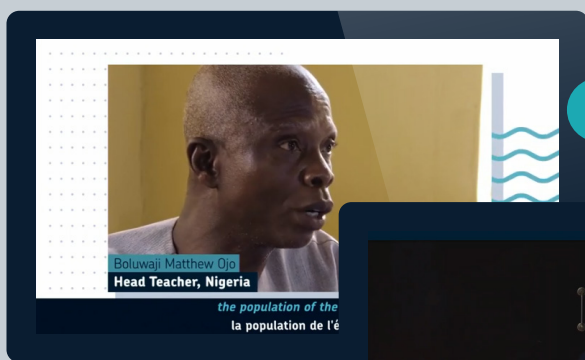 Boluwaji Matthew Ojo
Head Teacher, Nigeria
the population of the
la population de l'é